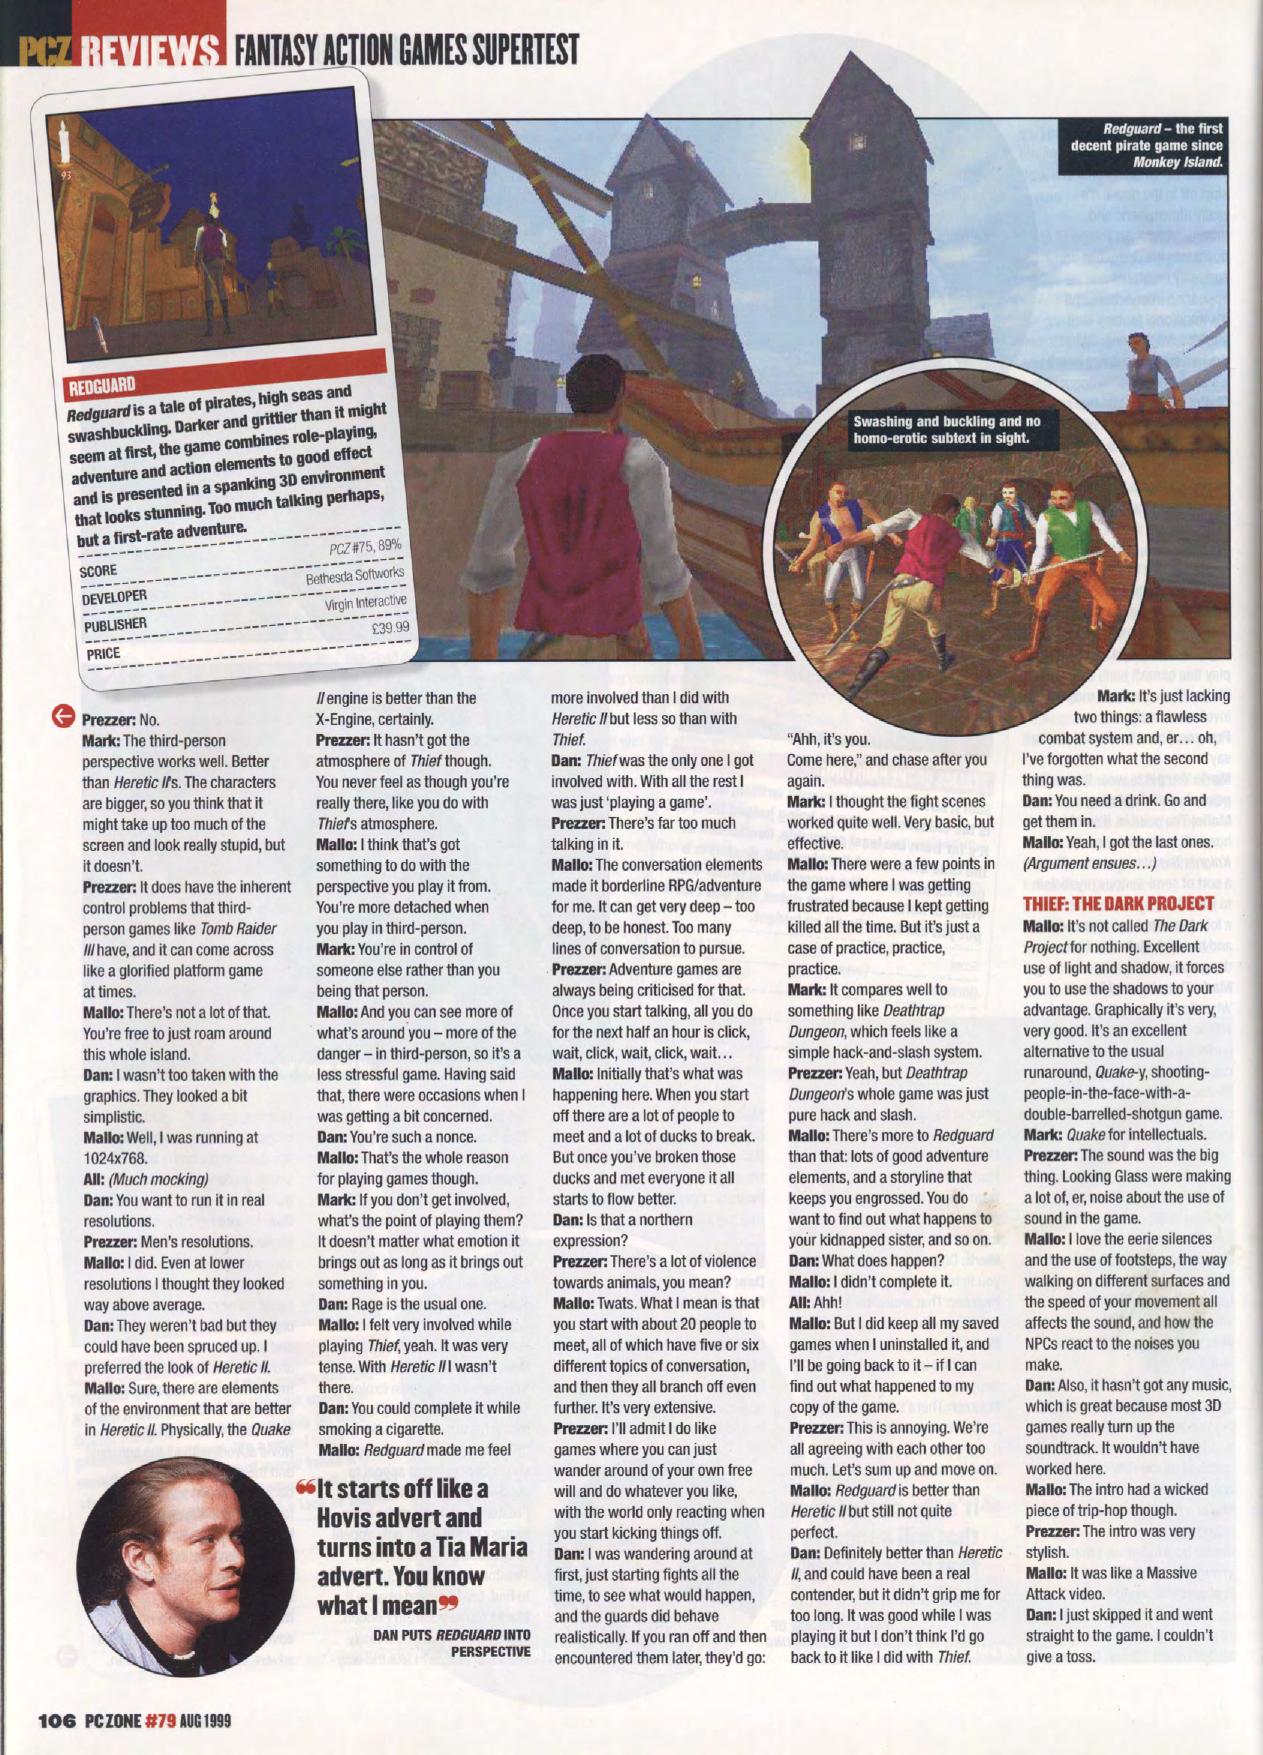 PCZ REVIEWS FANTASY ACTION GAMES SUPERTEST
93
Redguard – the first
decent pirate game since
Monkey Island.
REDGUARD
Redguard is a tale of pirates, high seas and
swashbuckling. Darker and grittier than it might
seem at first, the game combines role-playing,
adventure and action elements to good effect
and is presented in a spanking 3D environment
that looks stunning. Too much talking perhaps,
but a first-rate adventure.
SCORE PCZ #75, 89%
DEVELOPER Bethesda Softworks
PUBLISHER Virgin Interactive
PRICE £39.99
Swashing and buckling and no
homo-erotic subtext in sight.
Prezzer: No.
Mark: The third-person
perspective works well. Better
than Heretic II's. The characters
are bigger, so you think that it
might take up too much of the
screen and look really stupid, but
it doesn't.
Prezzer: It does have the inherent
control problems that third-
person games like Tomb Raider
III have, and it can come across
like a glorified platform game
at times.
Mallo: There's not a lot of that.
You're free to just roam around
this whole island.
Dan: I wasn't too taken with the
graphics. They looked a bit
simplistic.
Mallo: Well, I was running at
1024x768.
All: (Much mocking)
Dan: You want to run it in real
resolutions.
Prezzer: Men's resolutions.
Mallo: I did. Even at lower
resolutions I thought they looked
way above average.
Dan: They weren't bad but they
could have been spruced up. I
preferred the look of Heretic II.
Mallo: Sure, there are elements
of the environment that are better
in Heretic II. Physically, the Quake
II engine is better than the
X-Engine, certainly.
Prezzer: It hasn't got the
atmosphere of Thief though.
You never feel as though you're
really there, like you do with
Thief's atmosphere.
Mallo: I think that's got
something to do with the
perspective you play it from.
You're more detached when
you play in third-person.
Mark: You're in control of
someone else rather than you
being that person.
Mallo: And you can see more of
what's around you – more of the
danger – in third-person, so it's a
less stressful game. Having said
that, there were occasions when I
was getting a bit concerned.
Dan: You're such a nonce.
Mallo: That's the whole reason
for playing games though.
Mark: If you don't get involved,
what's the point of playing them?
It doesn't matter what emotion it
brings out as long as it brings out
something in you.
Dan: Rage is the usual one.
Mallo: I felt very involved while
playing Thief, yeah. It was very
tense. With Heretic II I wasn't
there.
Dan: You could complete it while
smoking a cigarette.
Mallo: Redguard made me feel
“It starts off like a
Hovis advert and
turns into a Tia Maria
advert. You know
what I mean”
DAN PUTS REDGUARD INTO
PERSPECTIVE
more involved than I did with
Heretic II but less so than with
Thief.
Dan: Thief was the only one I got
involved with. With all the rest I
was just 'playing a game'.
Prezzer: There's far too much
talking in it.
Mallo: The conversation elements
made it borderline RPG/adventure
for me. It can get very deep – too
deep, to be honest. Too many
lines of conversation to pursue.
Prezzer: Adventure games are
always being criticised for that.
Once you start talking, all you do
for the next half an hour is click,
wait, click, wait, click, wait...
Mallo: Initially that's what was
happening here. When you start
off there are a lot of people to
meet and a lot of ducks to break.
But once you've broken those
ducks and met everyone it all
starts to flow better.
Dan: Is that a northern
expression?
Prezzer: There's a lot of violence
towards animals, you mean?
Mallo: Twats. What I mean is that
you start with about 20 people to
meet, all of which have five or six
different topics of conversation,
and then they all branch off even
further. It's very extensive.
Prezzer: I'll admit I do like
games where you can just
wander around of your own free
will and do whatever you like,
with the world only reacting when
you start kicking things off.
Dan: I was wandering around at
first, just starting fights all the
time, to see what would happen,
and the guards did behave
realistically. If you ran off and then
encountered them later, they'd go:
“Ahh, it's you.
Come here,” and chase after you
again.
Mark: I thought the fight scenes
worked quite well. Very basic, but
effective.
Mallo: There were a few points in
the game where I was getting
frustrated because I kept getting
killed all the time. But it's just a
case of practice, practice,
practice.
Mark: It compares well to
something like Deathtrap
Dungeon, which feels like a
simple hack-and-slash system.
Prezzer: Yeah, but Deathtrap
Dungeon's whole game was just
pure hack and slash.
Mallo: There's more to Redguard
than that: lots of good adventure
elements, and a storyline that
keeps you engrossed. You do
want to find out what happens to
your kidnapped sister, and so on.
Dan: What does happen?
Mallo: I didn't complete it.
All: Ahh!
Mallo: But I did keep all my saved
games when I uninstalled it, and
I'll be going back to it – if I can
find out what happened to my
copy of the game.
Prezzer: This is annoying. We're
all agreeing with each other too
much. Let's sum up and move on.
Mallo: Redguard is better than
Heretic II but still not quite
perfect.
Dan: Definitely better than Heretic
II, and could have been a real
contender, but it didn't grip me for
too long. It was good while I was
playing it but I don't think I'd go
back to it like I did with Thief.
Mark: It's just lacking
two things: a flawless
combat system and, er... oh,
I've forgotten what the second
thing was.
Dan: You need a drink. Go and
get them in.
Mallo: Yeah, I got the last ones.
(Argument ensues...)
THIEF: THE DARK PROJECT
Mallo: It's not called The Dark
Project for nothing. Excellent
use of light and shadow, it forces
you to use the shadows to your
advantage. Graphically it's very,
very good. It's an excellent
alternative to the usual
runaround, Quake-y, shooting-
people-in-the-face-with-a-
double-barrelled-shotgun game.
Mark: Quake for intellectuals.
Prezzer: The sound was the big
thing. Looking Glass were making
a lot of, er, noise about the use of
sound in the game.
Mallo: I love the eerie silences
and the use of footsteps, the way
walking on different surfaces and
the speed of your movement all
affects the sound, and how the
NPCs react to the noises you
make.
Dan: Also, it hasn't got any music,
which is great because most 3D
games really turn up the
soundtrack. It wouldn't have
worked here.
Mallo: The intro had a wicked
piece of trip-hop though.
Prezzer: The intro was very
stylish.
Mallo: It was like a Massive
Attack video.
Dan: I just skipped it and went
straight to the game. I couldn't
give a toss.
106 PC ZONE #79 AUG 1999